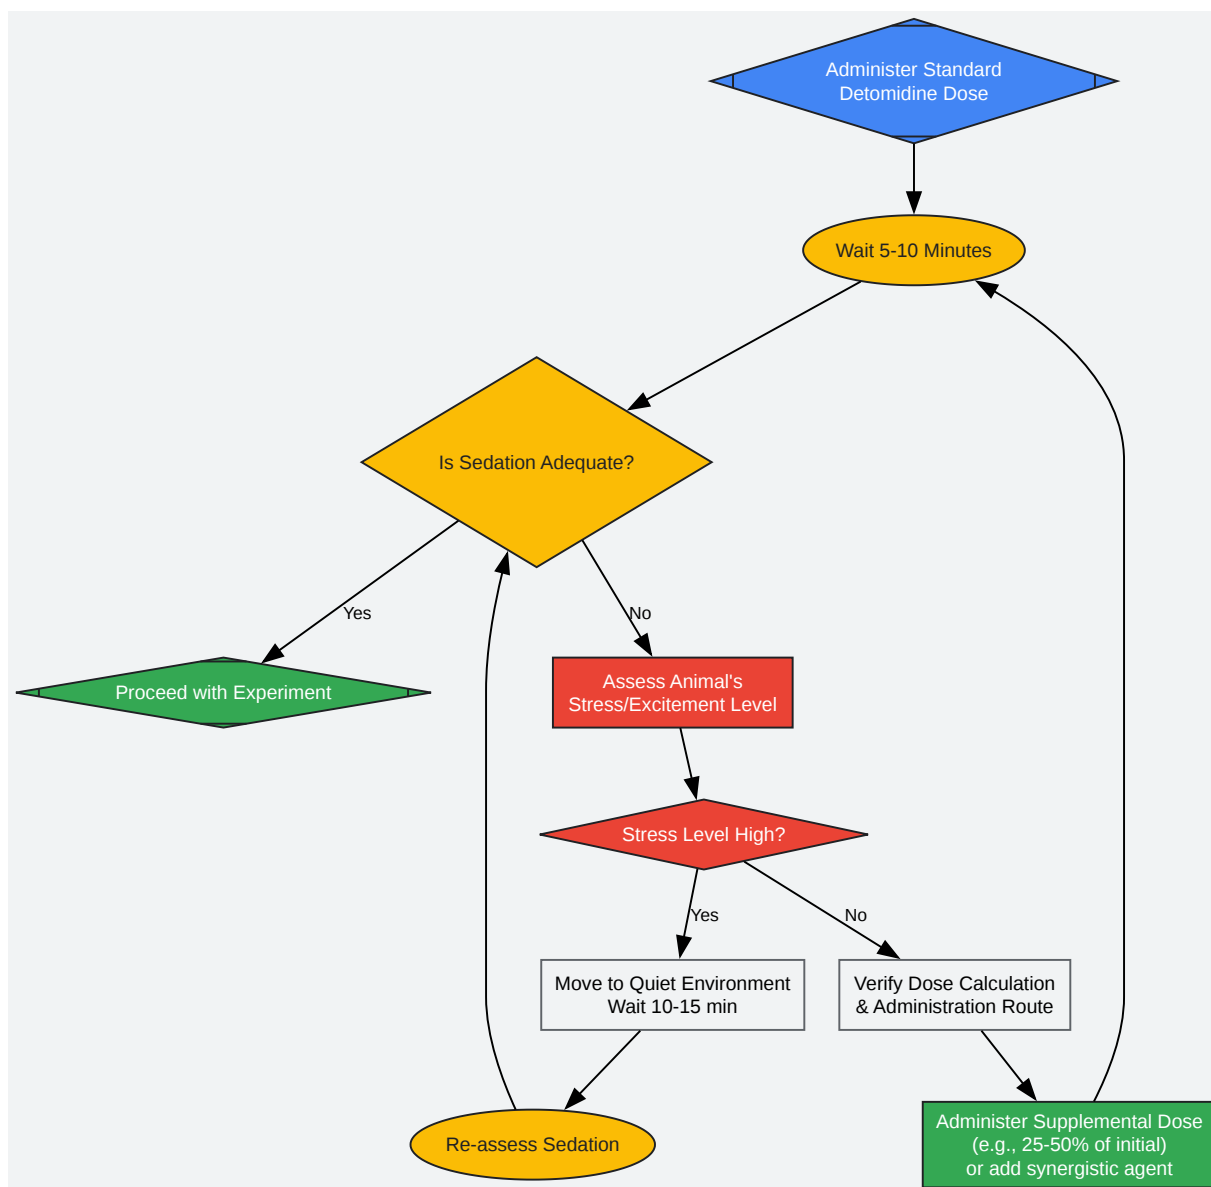 Administer Standard
Detomidine Dose
Wait 5-10 Minutes
Is Sedation Adequate?
Yes
No
Proceed with Experiment
Assess Animal's
Stress/Excitement Level
Stress Level High?
Yes
No
Move to Quiet Environment
Wait 10-15 min
Verify Dose Calculation
& Administration Route
Re-assess Sedation
Administer Supplemental Dose
(e.g., 25-50% of initial)
or add synergistic agent